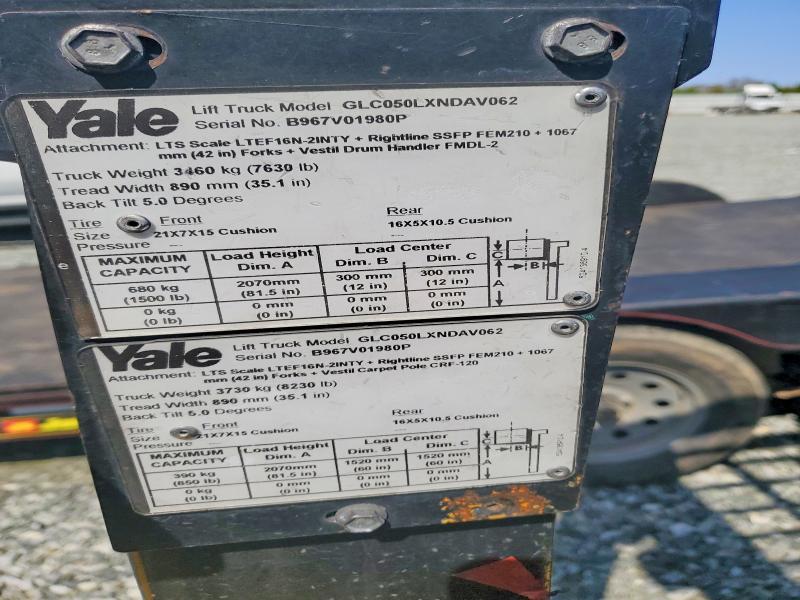 Yale
Lift Truck Model GLC050LXNDAV062
Serial No. B967V01980P
Attachment: LTS Scale LTEF16N-2INTY + Rightline SSFP FEM210 + 1067
mm (42 in) Forks + Vestil Drum Handler FMDL-2
Truck Weight 3460 kg (7630 lb)
Tread Width 890 mm (35.1 in)
Back Tilt 5.0 Degrees
Tire Front Rear
Size 21X7X15 Cushion 16X5X10.5 Cushion
Pressure
MAXIMUM CAPACITY Load Height Dim. A Load Center Dim. B Dim. C
680 kg (1500 lb) 2070mm (81.5 in) 300 mm (12 in) 300 mm (12 in)
0 kg (0 lb) 0 mm (0 in) 0 mm (0 in) 0 mm (0 in)
C B A
Yale
Lift Truck Model GLC050LXNDAV062
Serial No. B967V01980P
Attachment: LTS Scale LTEF16N-2INTY + Rightline SSFP FEM210 + 1067
mm (42 in) Forks + Vestil Carpet Pole CRF-120
Truck Weight 3730 kg (8230 lb)
Tread Width 890 mm (35.1 in)
Back Tilt 5.0 Degrees
Tire Front Rear
Size 21X7X15 Cushion 16X5X10.5 Cushion
Pressure
MAXIMUM CAPACITY Load Height Dim. A Load Center Dim. B Dim. C
390 kg (850 lb) 2070mm (81.5 in) 1520 mm (60 in) 1520 mm (60 in)
0 kg (0 lb) 0 mm (0 in) 0 mm (0 in) 0 mm (0 in)
C B A